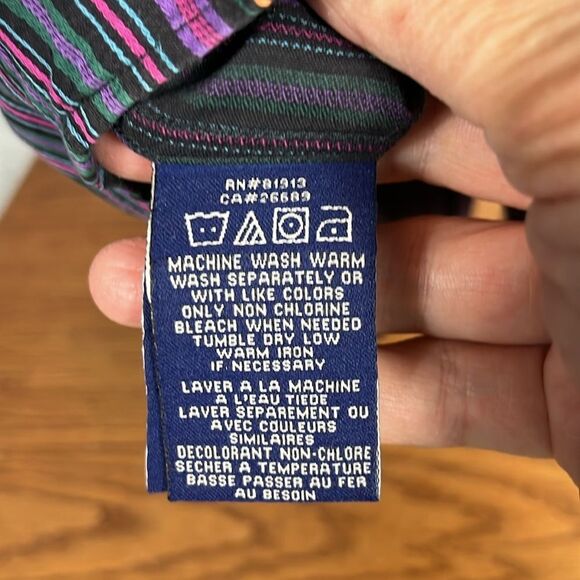 RN#81913
CA#26689
MACHINE WASH WARM
WASH SEPARATELY OR
WITH LIKE COLORS
ONLY NON CHLORINE
BLEACH WHEN NEEDED
TUMBLE DRY LOW
WARM IRON
IF NECESSARY
LAVER A LA MACHINE
A L'EAU TIEDE
LAVER SEPAREMENT OU
AVEC COULEURS
SIMILAIRES
DECOLORANT NON-CHLORE
SECHER A TEMPERATURE
BASSE PASSER AU FER
AU BESOIN